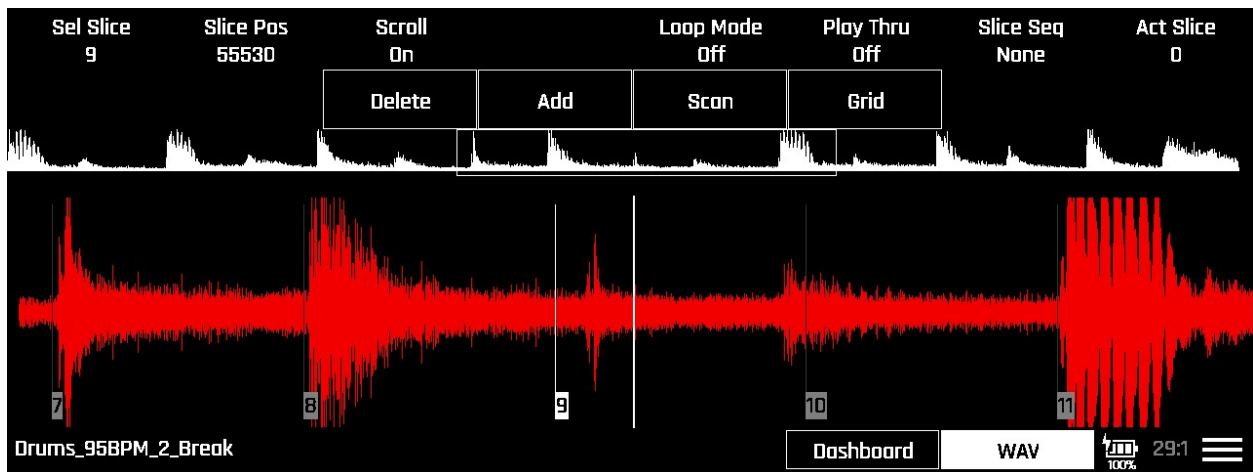 Sel Slice Slice Pos Scroll Loop Mode Play Thru Slice Seq Act Slice
9 55530 On Off Off None 0
Delete Add Scan Grid
7 8 9 10 11
Drums_95BPM_2_Break Dashboard WAV 29:1
100%